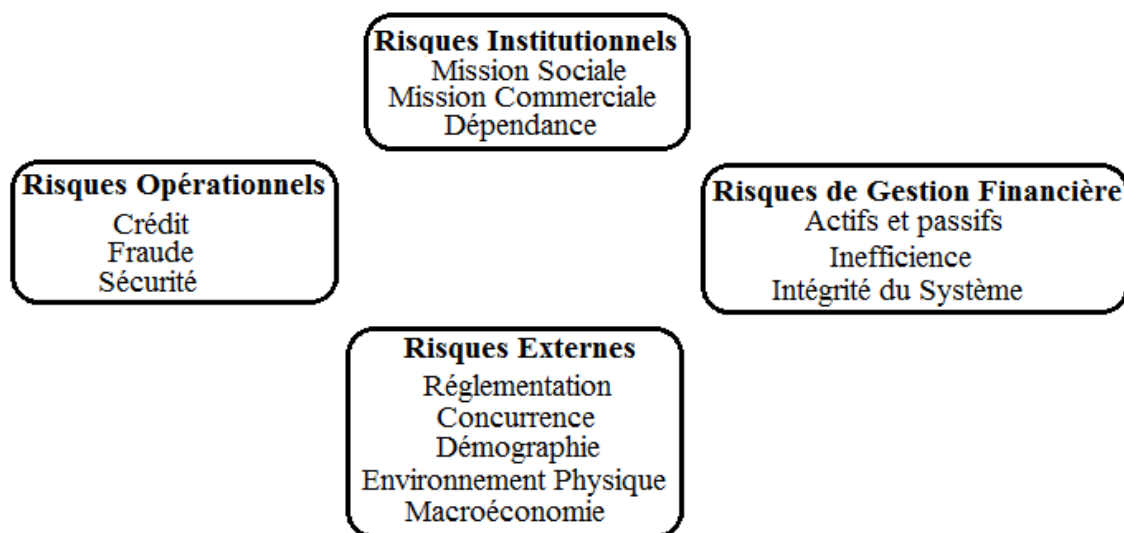 Risques Institutionnels
Mission Sociale
Mission Commerciale
Dépendance
Risques Opérationnels
Crédit
Fraude
Sécurité
Risques de Gestion Financière
Actifs et passifs
Inefficience
Intégrité du Système
Risques Externes
Réglementation
Concurrence
Démographie
Environnement Physique
Macroéconomie